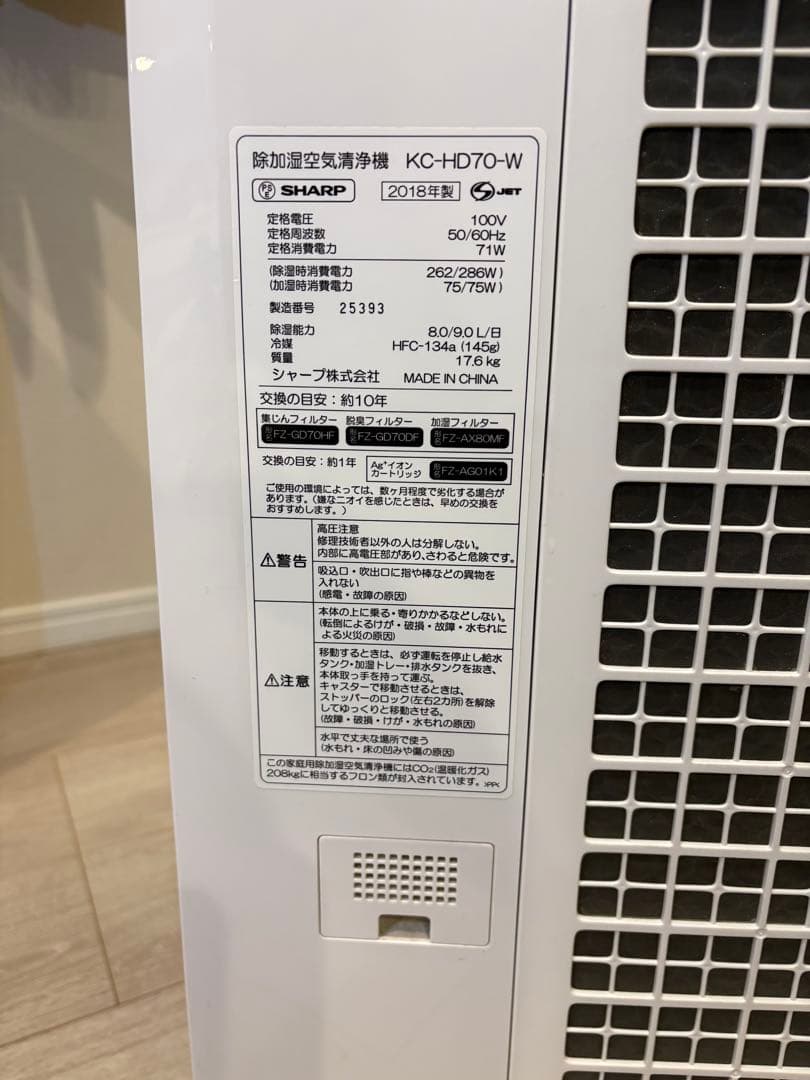 除加湿空気清浄機 KC-HD70-W
PSE SHARP 2018年製 S JET
定格電圧 100V
定格周波数 50/60Hz
定格消費電力 71W
(除湿時消費電力 262/286W)
(加湿時消費電力 75/75W)
製造番号 25393
除湿能力 8.0/9.0 L/日
冷媒 HFC-134a (145g)
質量 17.6 kg
シャープ株式会社 MADE IN CHINA
交換の目安：約10年
集じんフィルター 脱臭フィルター 加湿フィルター
形名 FZ-GD70HF 形名 FZ-GD70DF 形名 FZ-AX80MF
交換の目安：約1年 Ag⁺イオンカートリッジ 形名 FZ-AG01K1
ご使用の環境によっては、数ヶ月程度で劣化する場合が
あります。(嫌なニオイを感じたときは、早めの交換を
おすすめします。)
⚠警告
高圧注意
修理技術者以外の人は分解しない。
内部に高電圧部があり、さわると危険です。
吸込口・吹出口に指や棒などの異物を
入れない
(感電・故障の原因)
⚠注意
本体の上に乗る・寄りかかるなどしない。
(転倒によるけが・破損・故障・水もれに
よる火災の原因)
移動するときは、必ず運転を停止し給水
タンク・加湿トレー・排水タンクを抜き、
本体取っ手を持って運ぶ。
キャスターで移動させるときは、
ストッパーのロック(左右2カ所)を解除
してゆっくりと移動させる。
(故障・破損・けが・水もれの原因)
水平で丈夫な場所で使う
(水もれ・床の凹みや傷の原因)
この家庭用除加湿空気清浄機にはCO₂(温暖化ガス)
208kgに相当するフロン類が封入されています。 >PP<